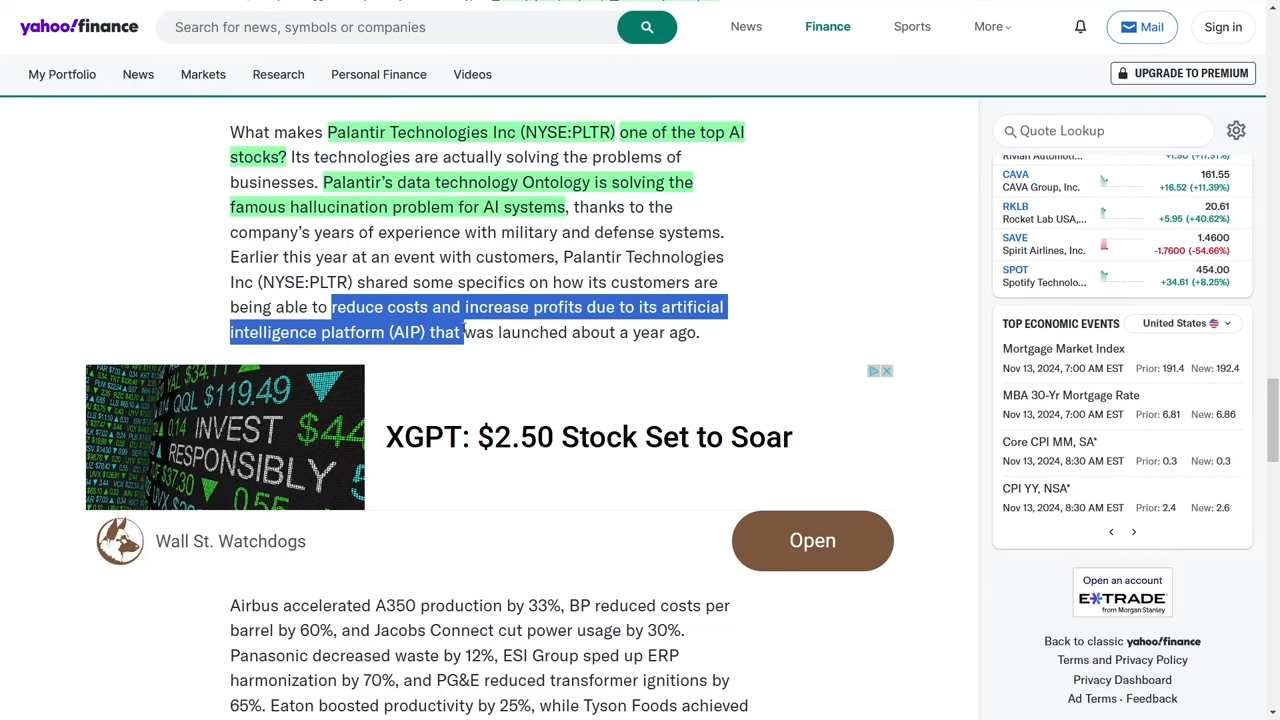 yahoo!finance
Search for news, symbols or companies
News
Finance
Sports
More
Mail
Sign in
My Portfolio
News
Markets
Research
Personal Finance
Videos
UPGRADE TO PREMIUM
What makes Palantir Technologies Inc (NYSE:PLTR) one of the top AI
stocks? Its technologies are actually solving the problems of
businesses. Palantir’s data technology Ontology is solving the
famous hallucination problem for AI systems, thanks to the
company’s years of experience with military and defense systems.
Earlier this year at an event with customers, Palantir Technologies
Inc (NYSE:PLTR) shared some specifics on how its customers are
being able to reduce costs and increase profits due to its artificial
intelligence platform (AIP) that was launched about a year ago.
$119.49
INVEST
RESPONSIBLY
$37.30
XGPT: $2.50 Stock Set to Soar
Wall St. Watchdogs
Open
Airbus accelerated A350 production by 33%, BP reduced costs per
barrel by 60%, and Jacobs Connect cut power usage by 30%.
Panasonic decreased waste by 12%, ESI Group sped up ERP
harmonization by 70%, and PG&E reduced transformer ignitions by
65%. Eaton boosted productivity by 25%, while Tyson Foods achieved
Quote Lookup
Rivian Automoti... +1.90 (+17.91%)
CAVA 161.55
CAVA Group, Inc. +16.52 (+11.39%)
RKLB 20.61
Rocket Lab USA,... +5.95 (+40.62%)
SAVE 1.4600
Spirit Airlines, Inc. -1.7600 (-54.66%)
SPOT 454.00
Spotify Technolo... +34.61 (+8.25%)
TOP ECONOMIC EVENTS United States
Mortgage Market Index
Nov 13, 2024, 7:00 AM EST Prior: 191.4 New: 192.4
MBA 30-Yr Mortgage Rate
Nov 13, 2024, 7:00 AM EST Prior: 6.81 New: 6.86
Core CPI MM, SA*
Nov 13, 2024, 8:30 AM EST Prior: 0.3 New: 0.3
CPI YY, NSA*
Nov 13, 2024, 8:30 AM EST Prior: 2.4 New: 2.6
Open an account
E*TRADE
from Morgan Stanley
Back to classic yahoo!finance
Terms and Privacy Policy
Privacy Dashboard
Ad Terms · Feedback